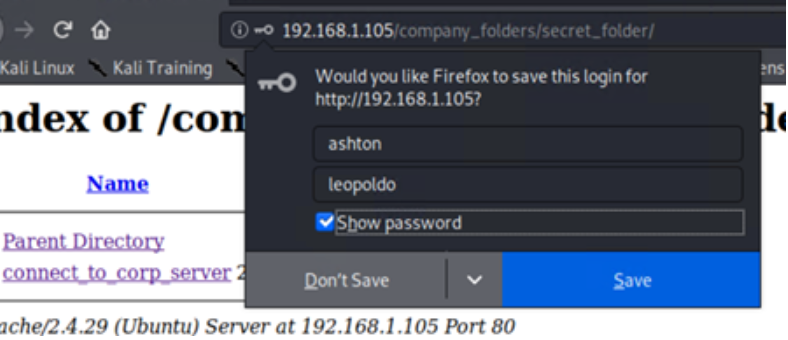 192.168.1.105/company_folders/secret_folder/
Kali Linux Kali Training
Would you like Firefox to save this login for
http://192.168.1.105?
ashton
leopoldo
Show password
Don't Save
Save
ndex of /con
de
Name
Parent Directory
connect_to_corp_server 2
ache/2.4.29 (Ubuntu) Server at 192.168.1.105 Port 80